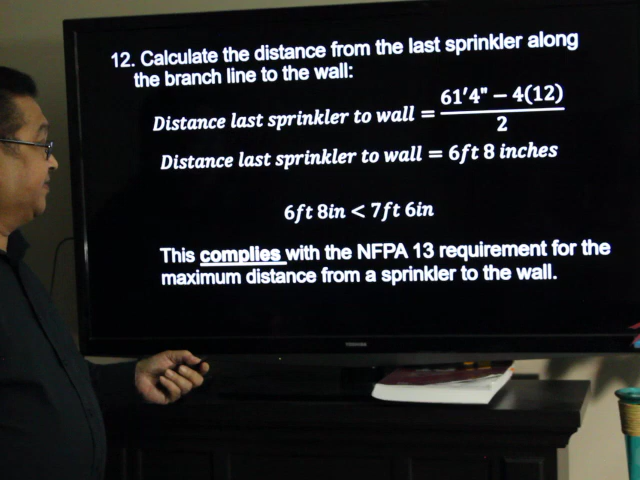 12. Calculate the distance from the last sprinkler along
the branch line to the wall:
Distance last sprinkler to wall = 61'4" − 4(12) / 2
Distance last sprinkler to wall = 6ft 8 inches
6ft 8in < 7ft 6in
This complies with the NFPA 13 requirement for the
maximum distance from a sprinkler to the wall.
TOSHIBA